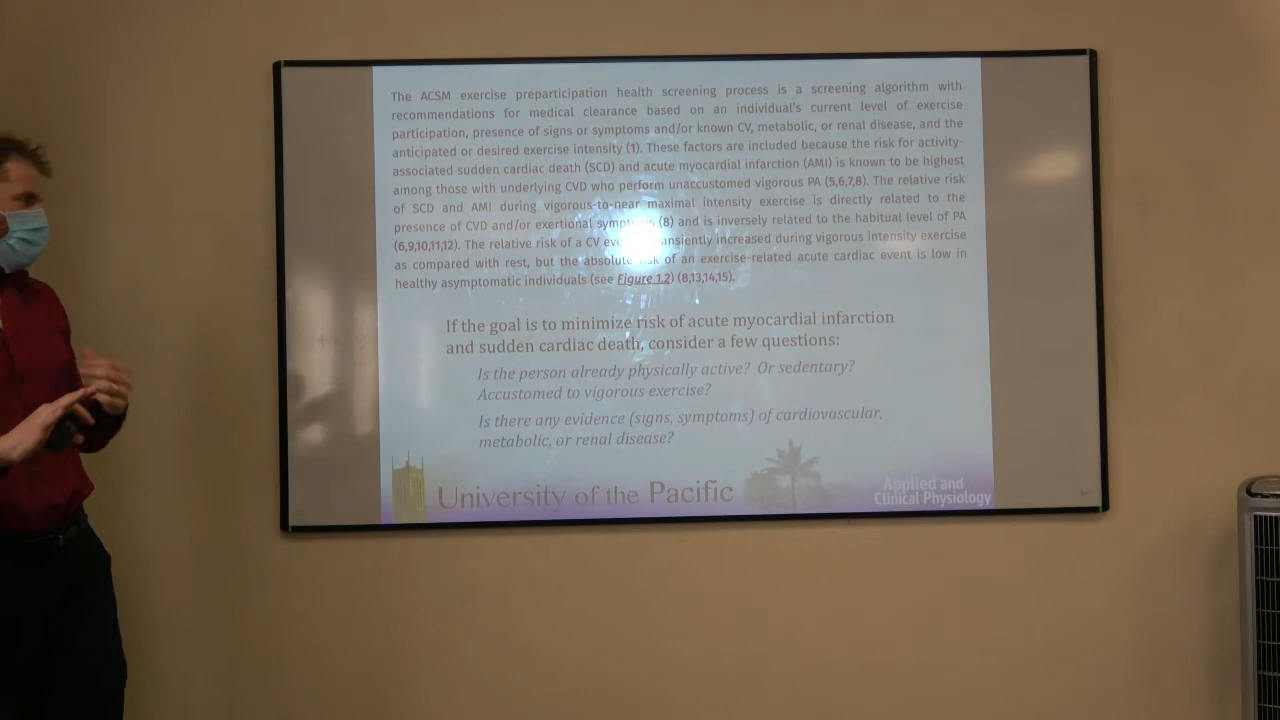 The ACSM exercise preparticipation health screening process is a screening algorithm with
recommendations for medical clearance based on an individual's current level of exercise
participation, presence of signs or symptoms and/or known CV, metabolic, or renal disease, and the
anticipated or desired exercise intensity (1). These factors are included because the risk for activity-
associated sudden cardiac death (SCD) and acute myocardial infarction (AMI) is known to be highest
among those with underlying CVD who perform unaccustomed vigorous PA (5,6,7,8). The relative risk
of SCD and AMI during vigorous-to-near maximal intensity exercise is directly related to the
presence of CVD and/or exertional symptoms (8) and is inversely related to the habitual level of PA
(6,9,10,11,12). The relative risk of a CV transiently increased during vigorous intensity exercise
as compared with rest, but the absolute risk of an exercise-related acute cardiac event is low in
healthy asymptomatic individuals (see Figure 1.2) (8,13,14,15).
If the goal is to minimize risk of acute myocardial infarction
and sudden cardiac death, consider a few questions:
Is the person already physically active? Or sedentary?
Accustomed to vigorous exercise?
Is there any evidence (signs, symptoms) of cardiovascular,
metabolic, or renal disease?
University of the Pacific
Applied and
Clinical Physiology